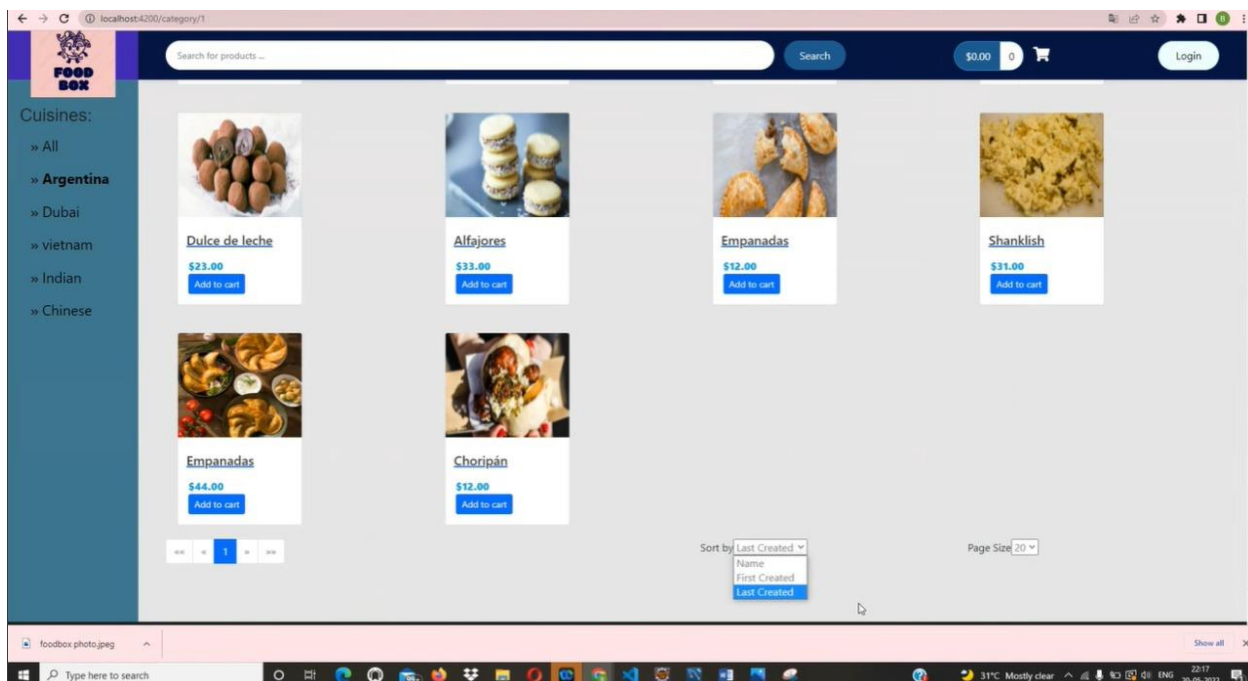 localhost:4200/category/1
B
FOOD
BOX
Search for products ...
Search
$0.00 0
Login
Cuisines:
» All
» Argentina
» Dubai
» vietnam
» Indian
» Chinese
Dulce de leche
$23.00
Add to cart
Alfajores
$33.00
Add to cart
Empanadas
$12.00
Add to cart
Shanklish
$31.00
Add to cart
Empanadas
$44.00
Add to cart
Choripán
$12.00
Add to cart
«« « 1 » »»
Sort by Last Created
Name
First Created
Last Created
Page Size 20
foodbox photo.jpeg
Show all
Type here to search
31°C Mostly clear
ENG
22:17
20-05-2022